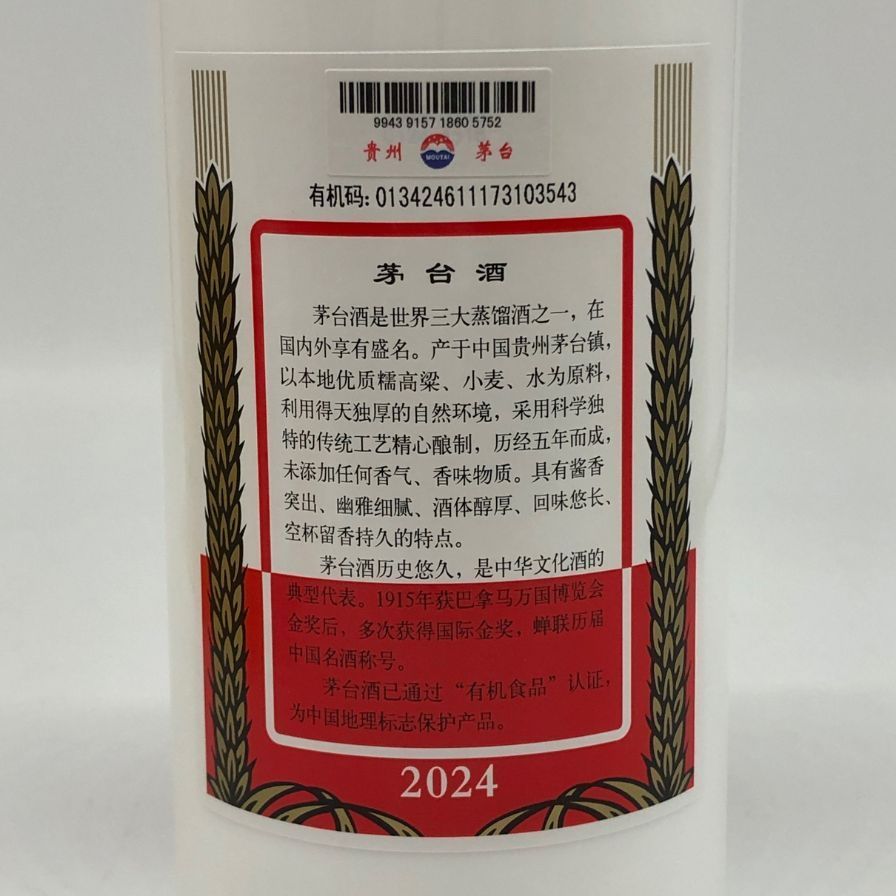 9943 9157 1860 5752
贵州 MOUTAI 茅台
有机码:013424611173103543
茅台酒
茅台酒是世界三大蒸馏酒之一，在
国内外享有盛名。产于中国贵州茅台镇，
以本地优质糯高粱、小麦、水为原料，
利用得天独厚的自然环境，采用科学独
特的传统工艺精心酿制，历经五年而成，
未添加任何香气、香味物质。具有酱香
突出、幽雅细腻、酒体醇厚、回味悠长、
空杯留香持久的特点。
茅台酒历史悠久，是中华文化酒的
典型代表。1915年获巴拿马万国博览会
金奖后，多次获得国际金奖，蝉联历届
中国名酒称号。
茅台酒已通过“有机食品”认证，
为中国地理标志保护产品。
2024